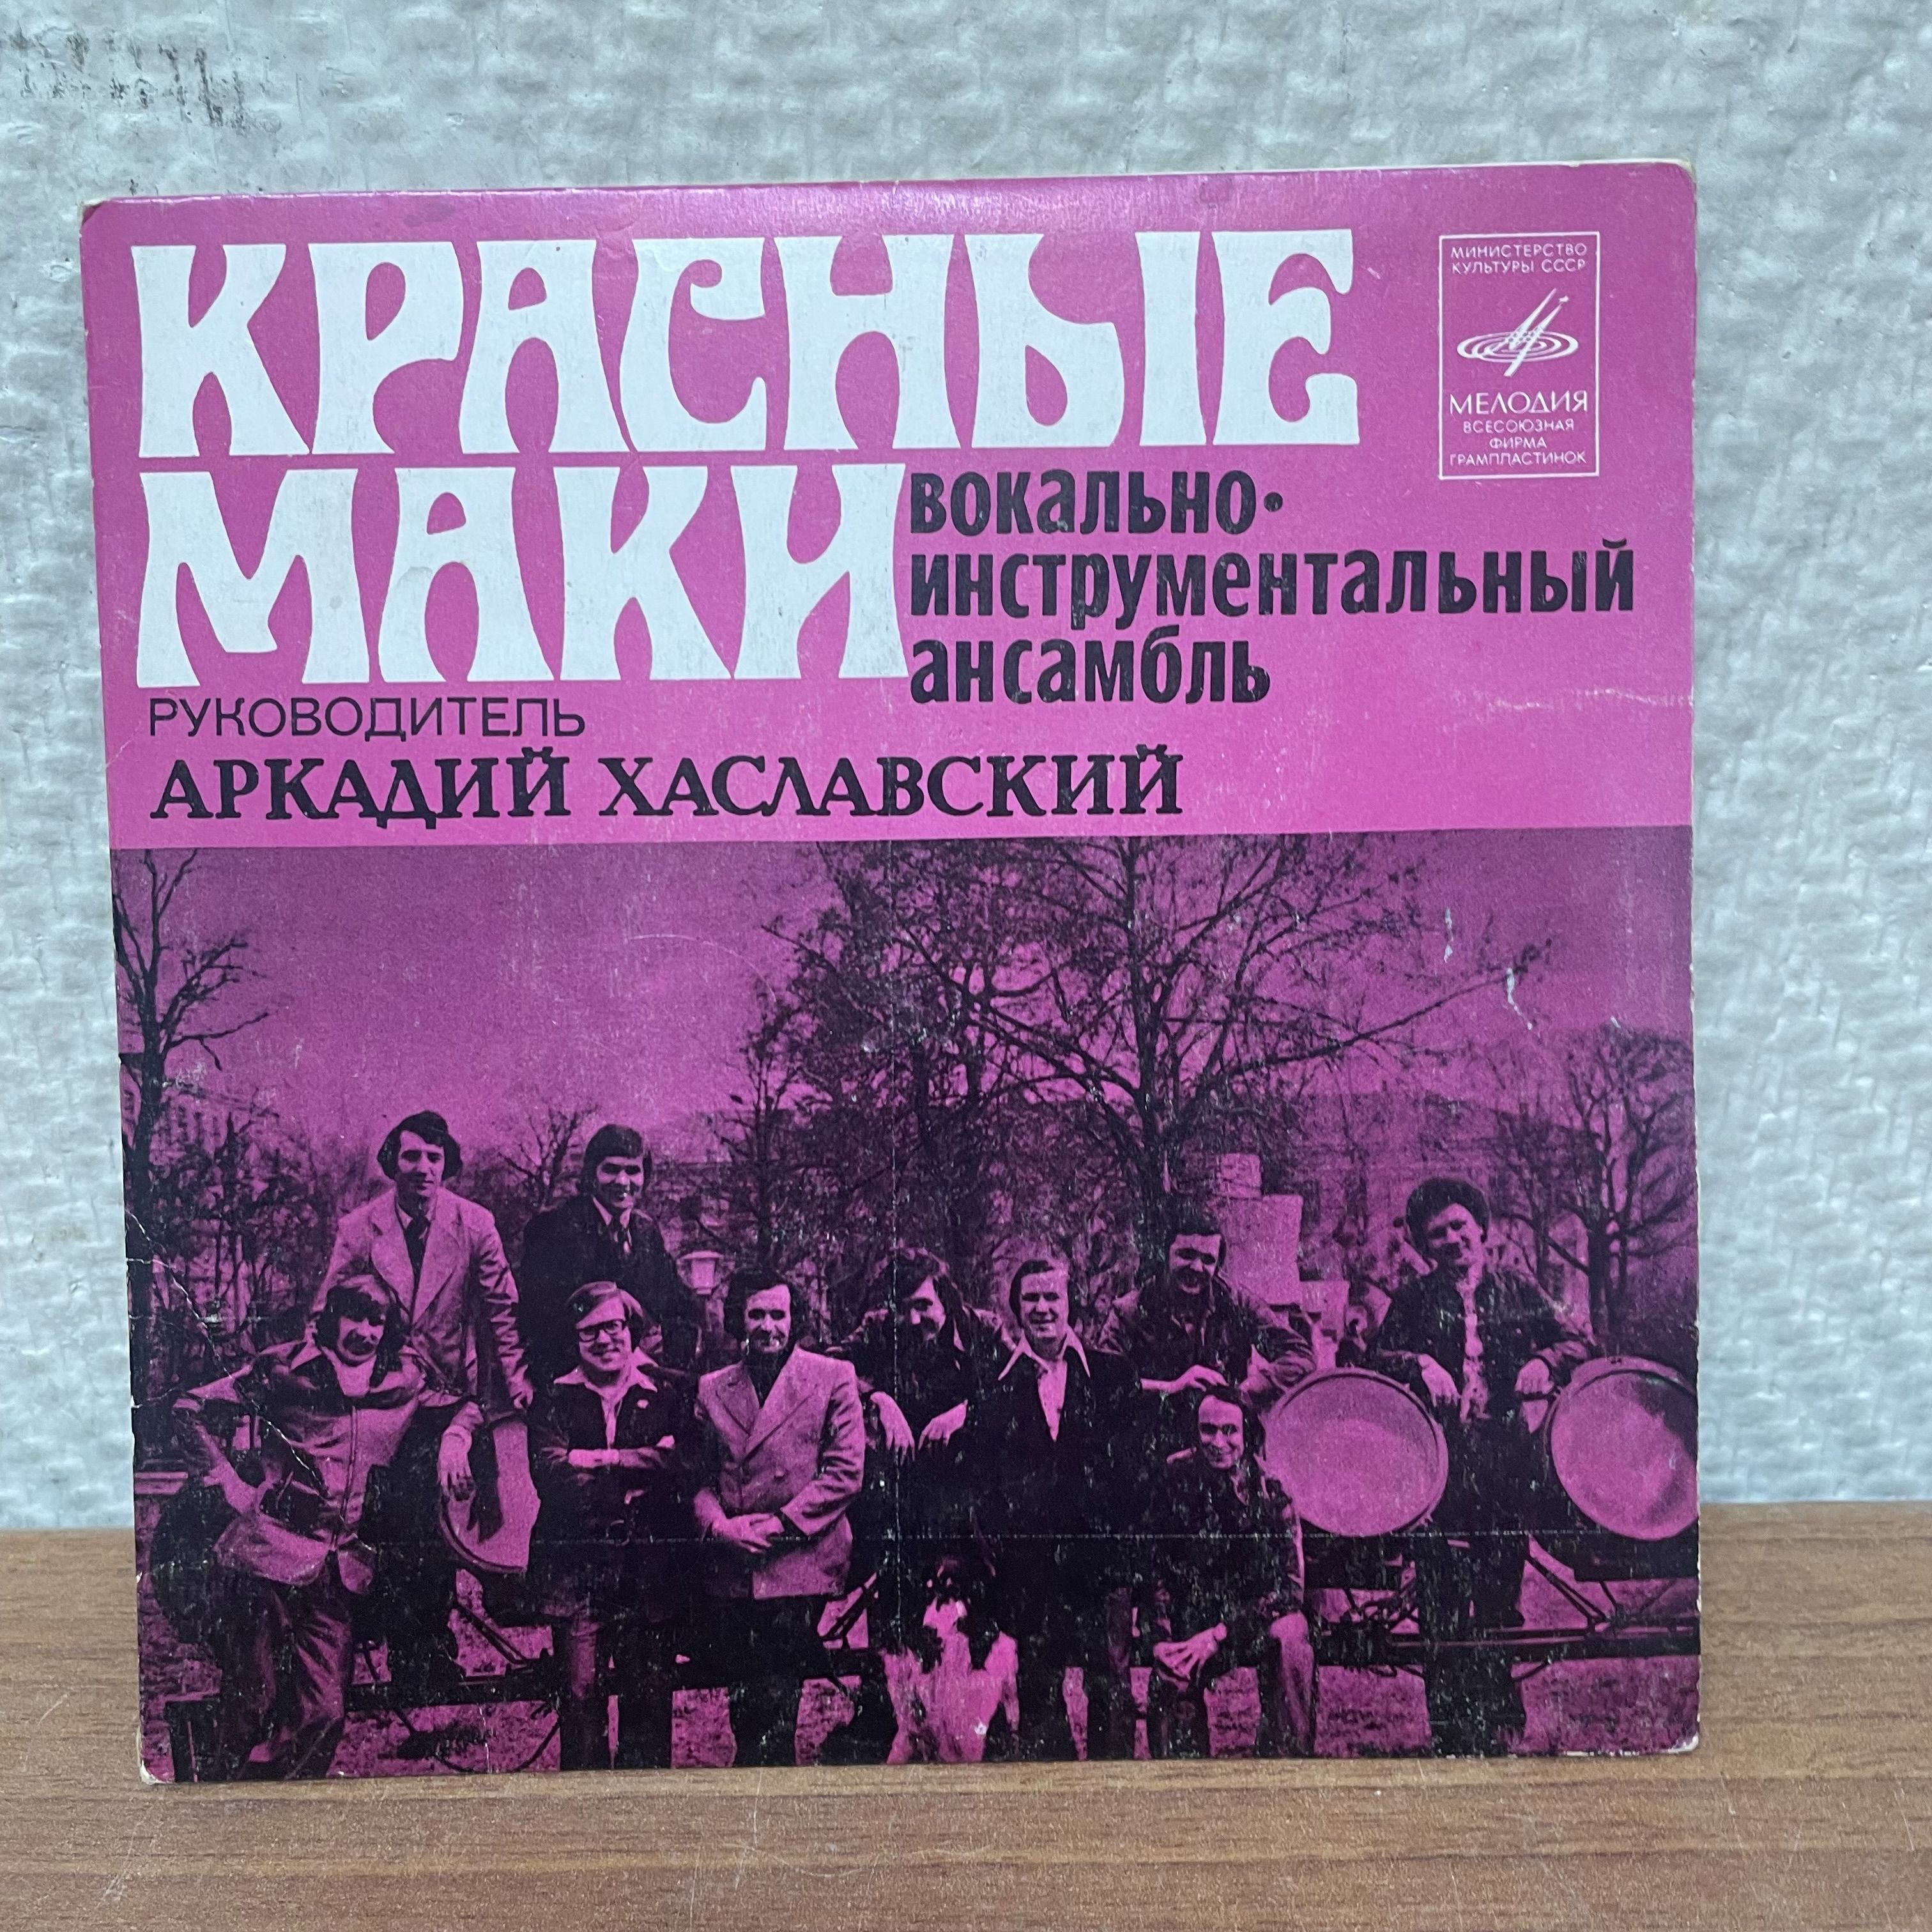 КРАСНЫЕ
МАКИ
вокально-
инструментальный
ансамбль
РУКОВОДИТЕЛЬ
АРКАДИЙ ХАСЛАВСКИЙ
МИНИСТЕРСТВО
КУЛЬТУРЫ СССР
МЕЛОДИЯ
ВСЕСОЮЗНАЯ
ФИРМА
ГРАМПЛАСТИНОК